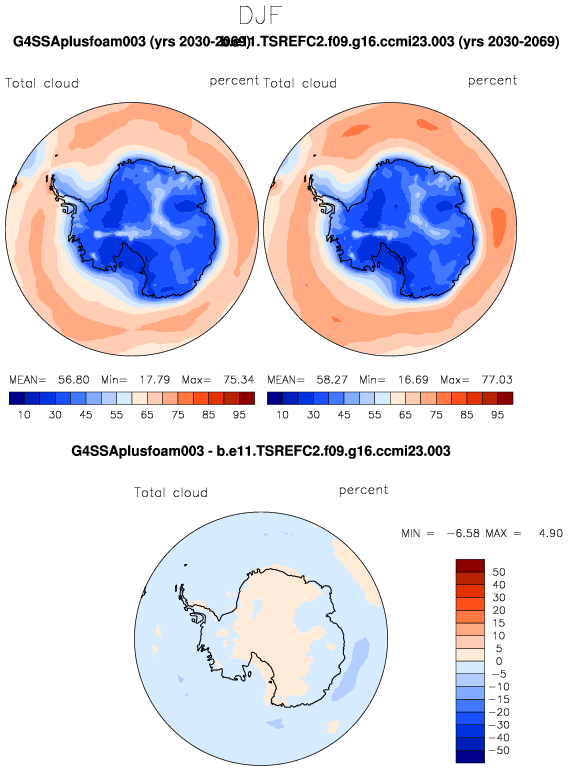 DJF
G4SSAplusfoam003 (yrs 2030-2069) b.e11.TSREFC2.f09.g16.ccmi23.003 (yrs 2030-2069)
Total cloud percent Total cloud percent
MEAN= 56.80 Min= 17.79 Max= 75.34 MEAN= 58.27 Min= 16.69 Max= 77.03
10 30 45 55 65 75 85 95 10 30 45 55 65 75 85 95
G4SSAplusfoam003 - b.e11.TSREFC2.f09.g16.ccmi23.003
Total cloud percent
MIN = -6.58 MAX = 4.90
50
40
30
20
15
10
5
0
-5
-10
-15
-20
-30
-40
-50